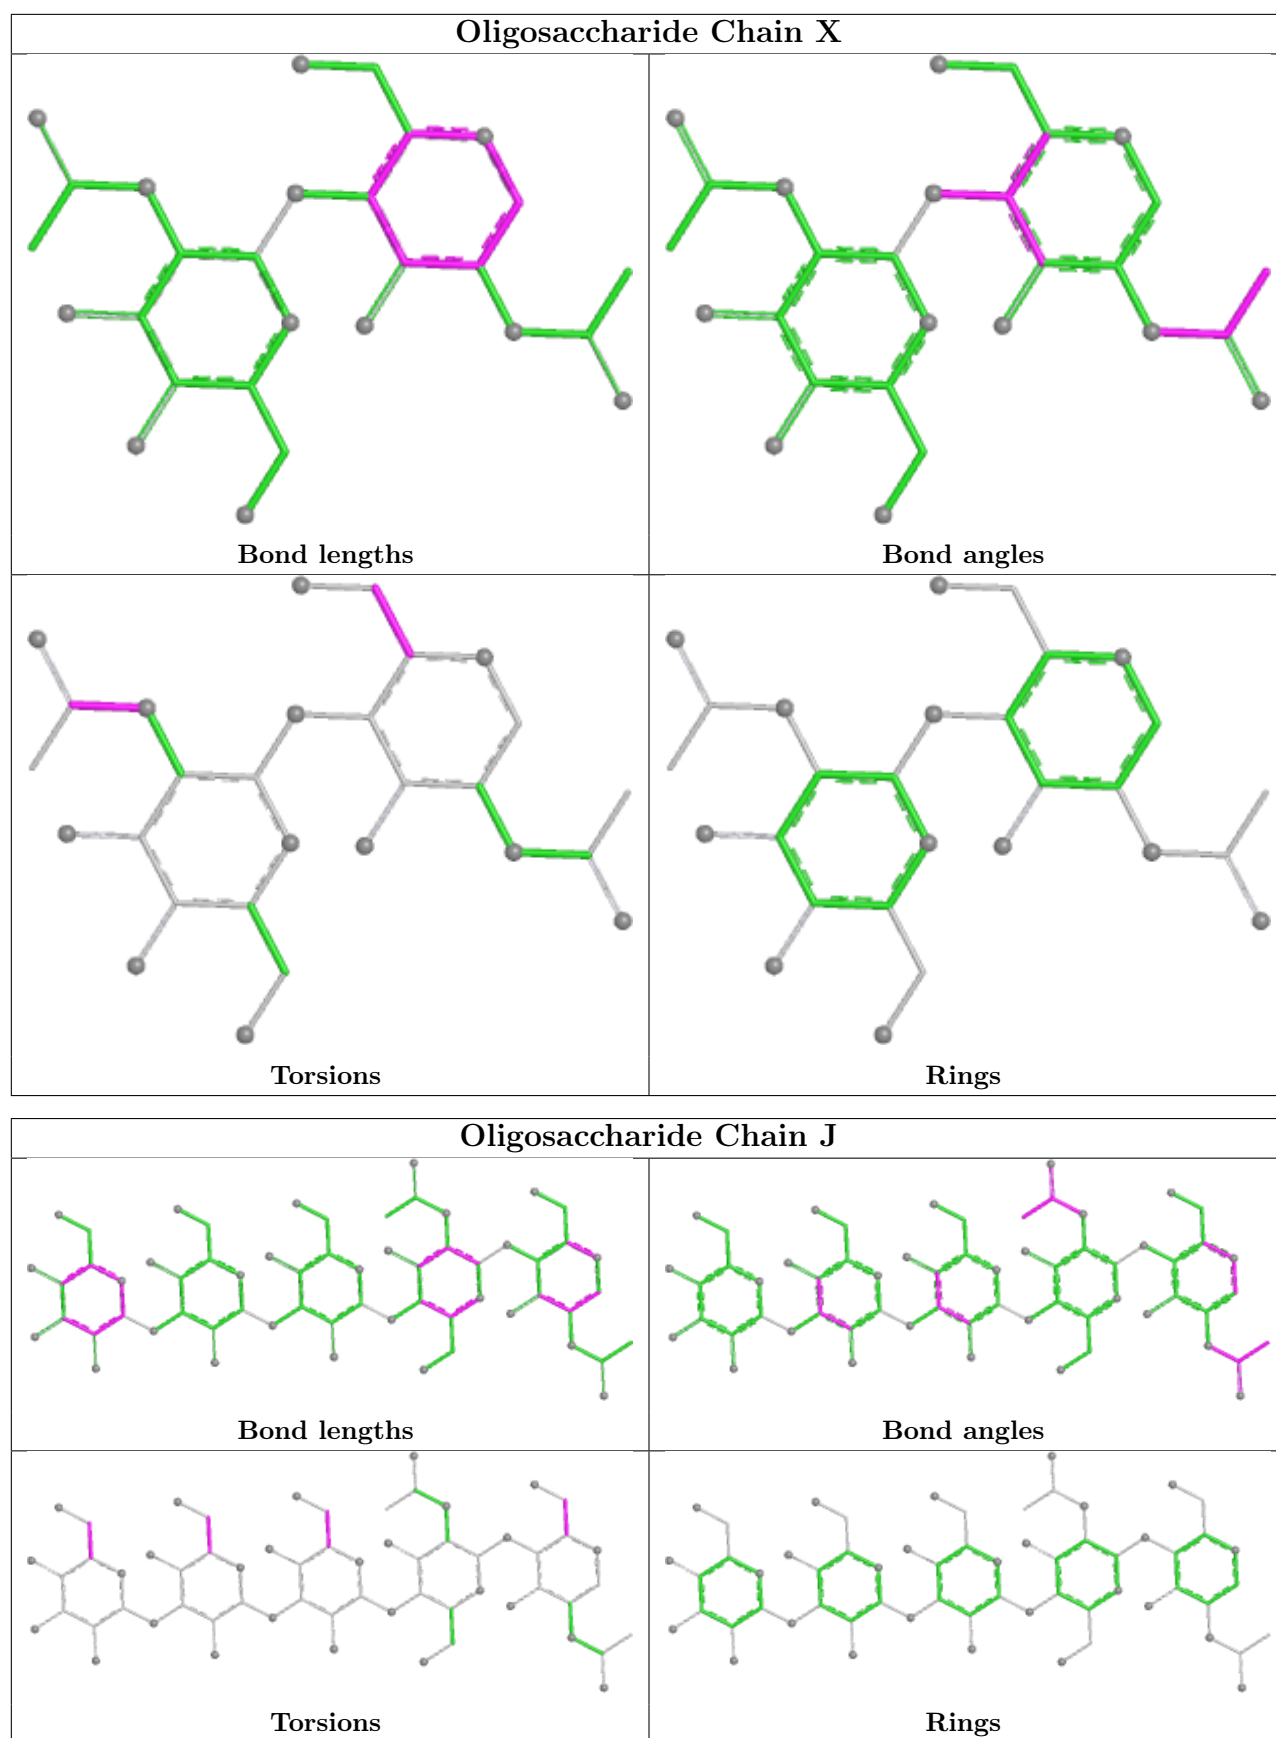 Oligosaccharide Chain X
Bond lengths
Bond angles
Torsions
Rings
Oligosaccharide Chain J
Bond lengths
Bond angles
Torsions
Rings